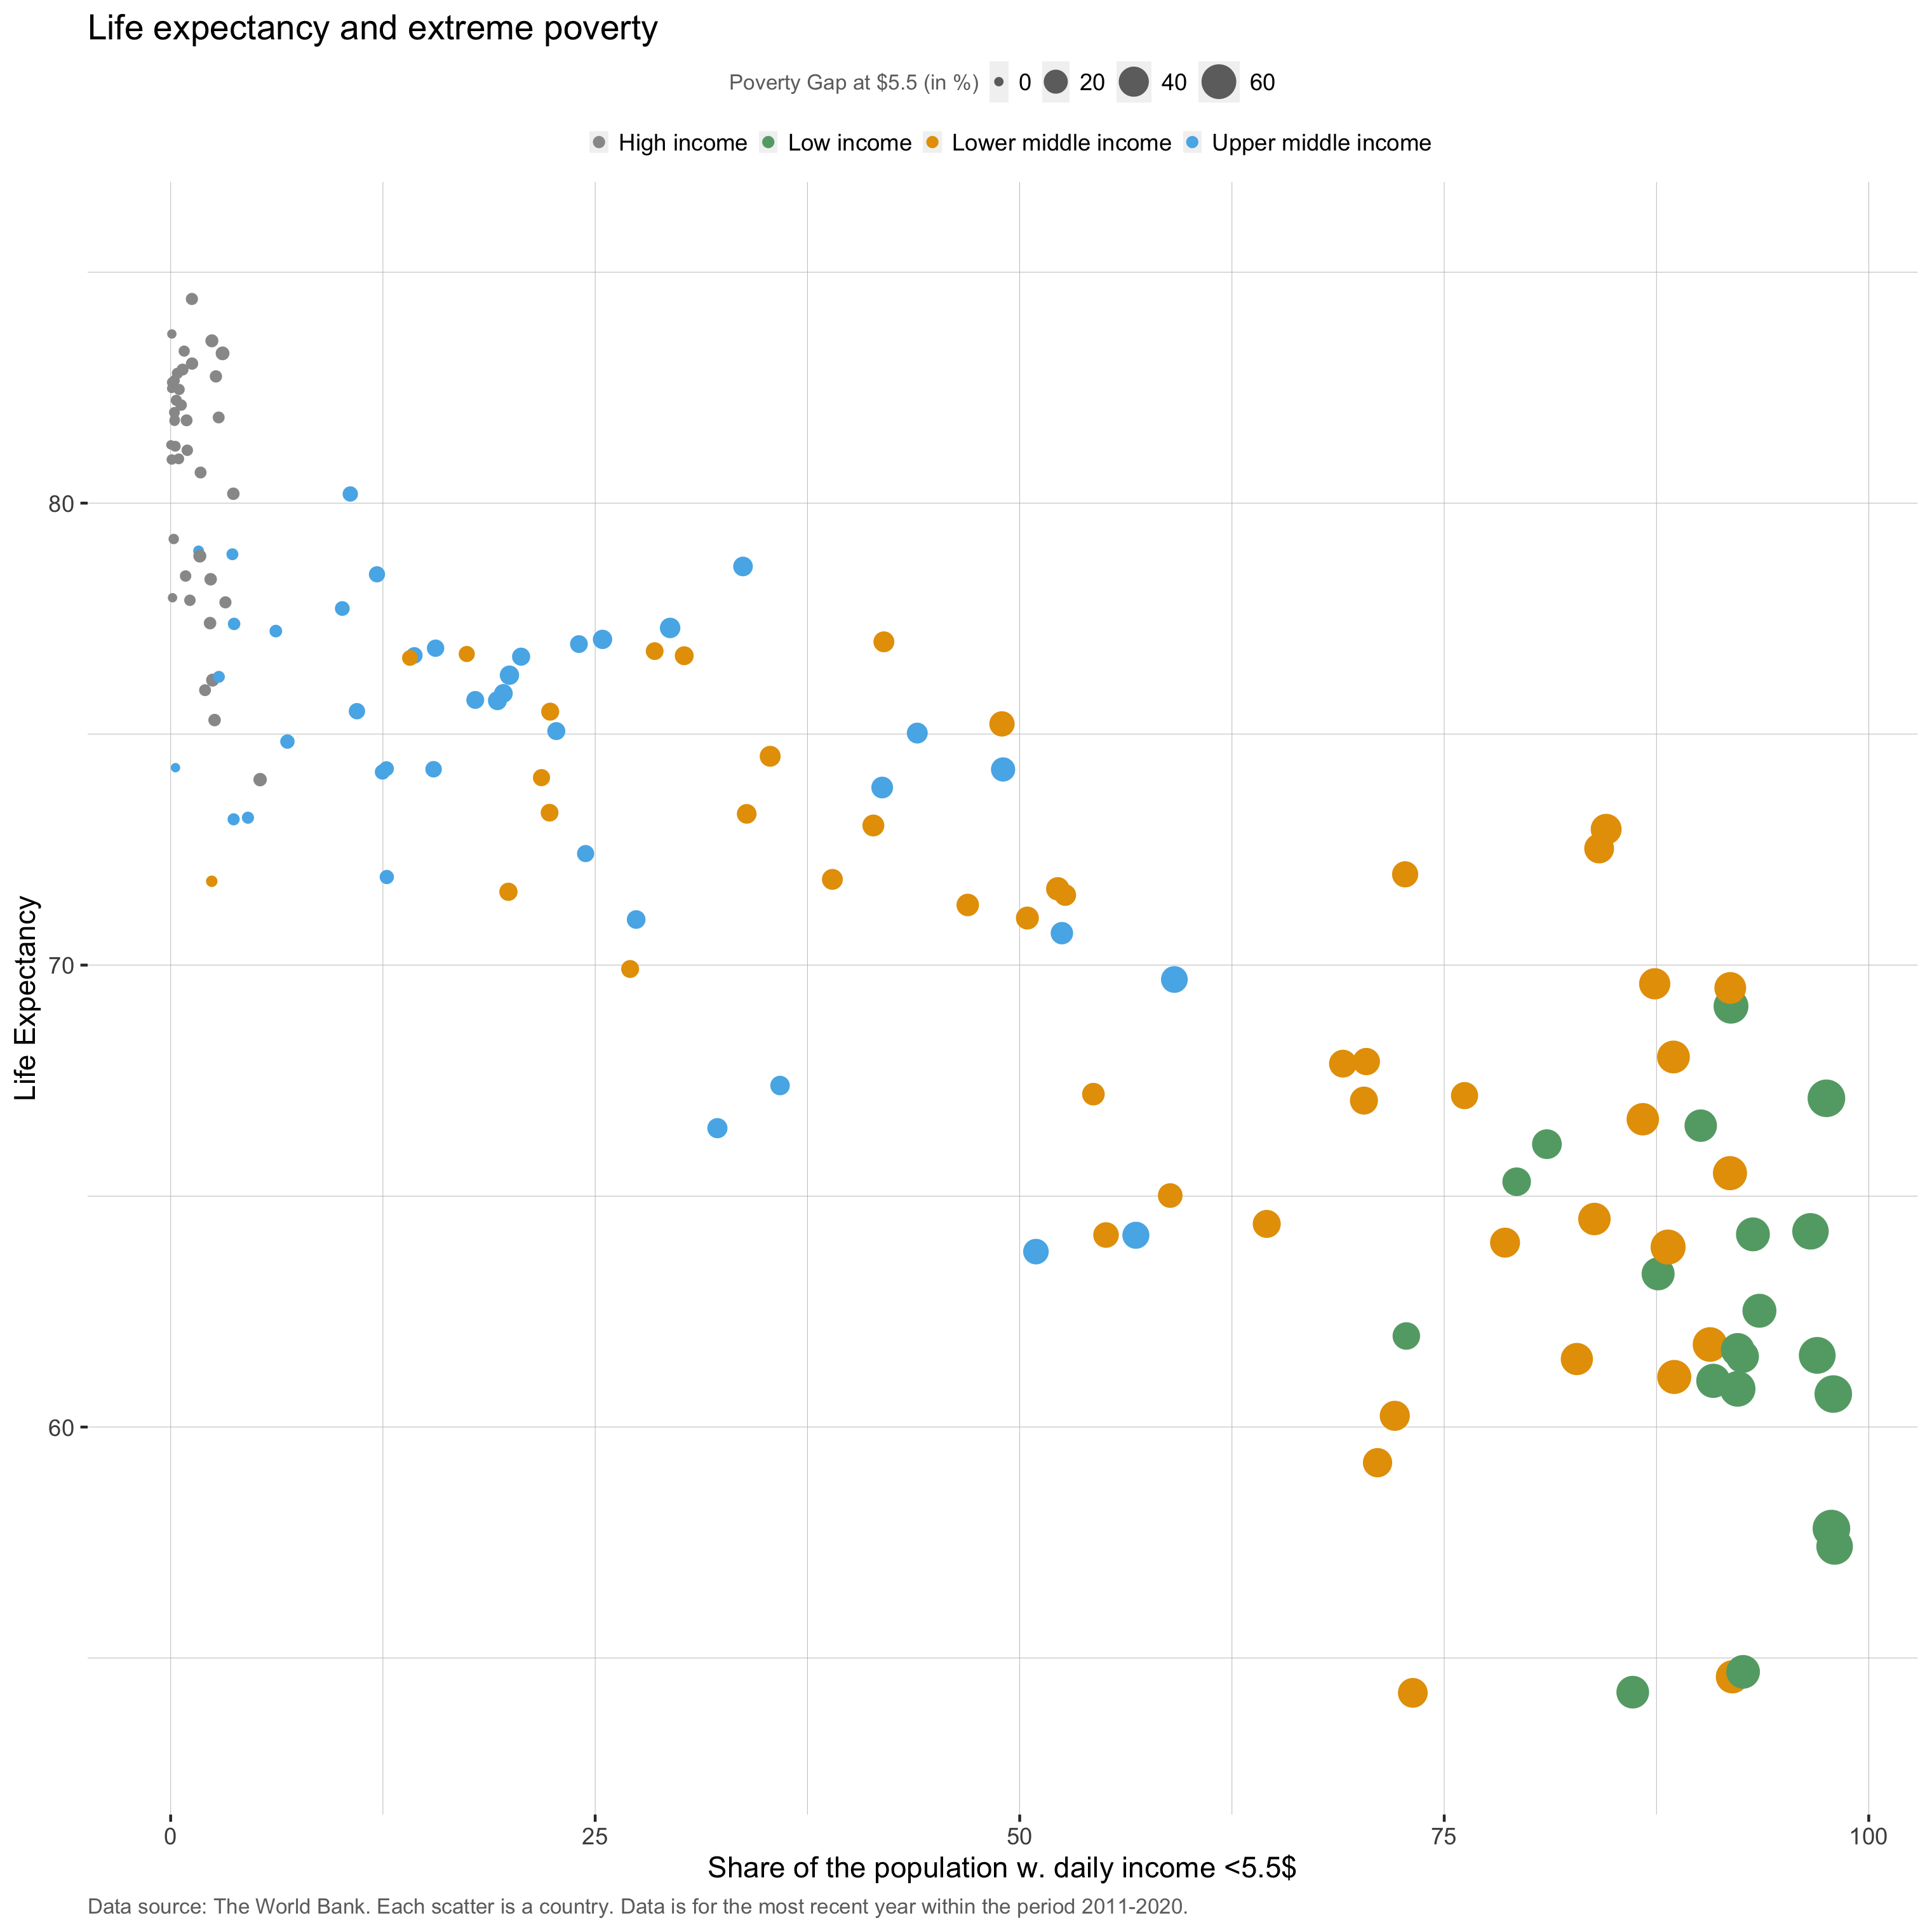 Life expectancy and extreme poverty
Poverty Gap at $5.5 (in %) 0 20 40 60
High income Low income Lower middle income Upper middle income
80
70
60
Life Expectancy
0 25 50 75 100
Share of the population w. daily income <5.5$
Data source: The World Bank. Each scatter is a country. Data is for the most recent year within the period 2011-2020.